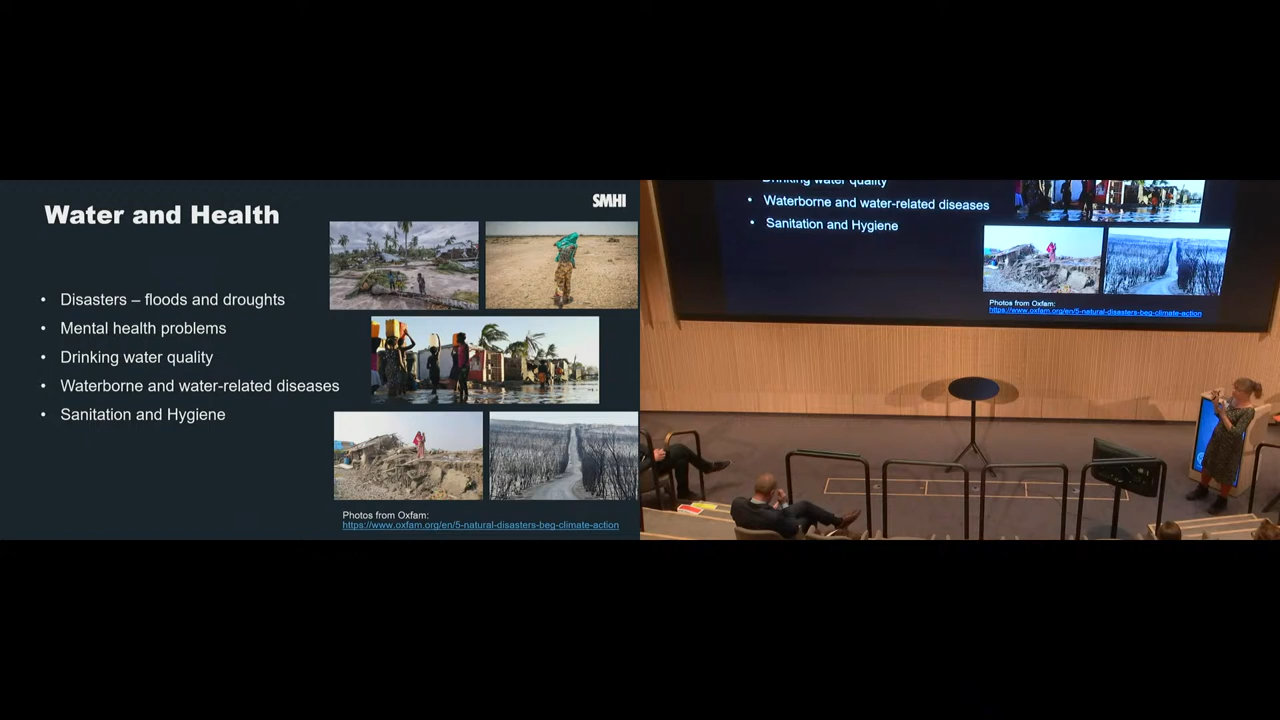 SMHI
Water and Health
• Disasters – floods and droughts
• Mental health problems
• Drinking water quality
• Waterborne and water-related diseases
• Sanitation and Hygiene
Photos from Oxfam:
https://www.oxfam.org/en/5-natural-disasters-beg-climate-action
Drinking water quality
• Waterborne and water-related diseases
• Sanitation and Hygiene
Photos from Oxfam:
https://www.oxfam.org/en/5-natural-disasters-beg-climate-action